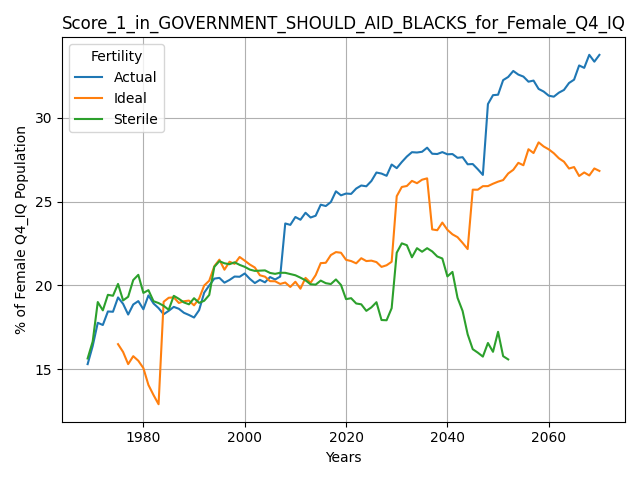 Score_1_in_GOVERNMENT_SHOULD_AID_BLACKS_for_Female_Q4_IQ
Fertility
Actual
Ideal
Sterile
% of Female Q4_IQ Population
30
25
20
15
1980
2000
2020
2040
2060
Years